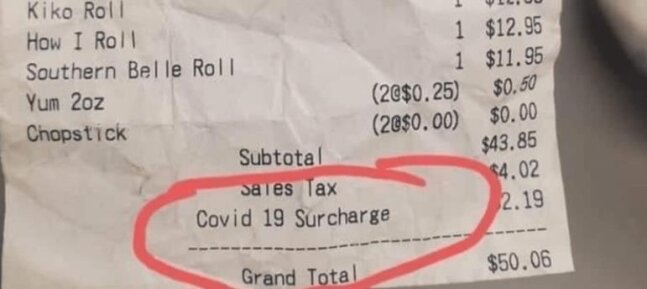 Kiko Roll 1
How I Roll 1 $12.95
Southern Belle Roll 1 $11.95
Yum 2oz (2@$0.25) $0.50
Chopstick (2@$0.00) $0.00
Subtotal $43.85
Sales Tax $4.02
Covid 19 Surcharge 2.19
Grand Total $50.06